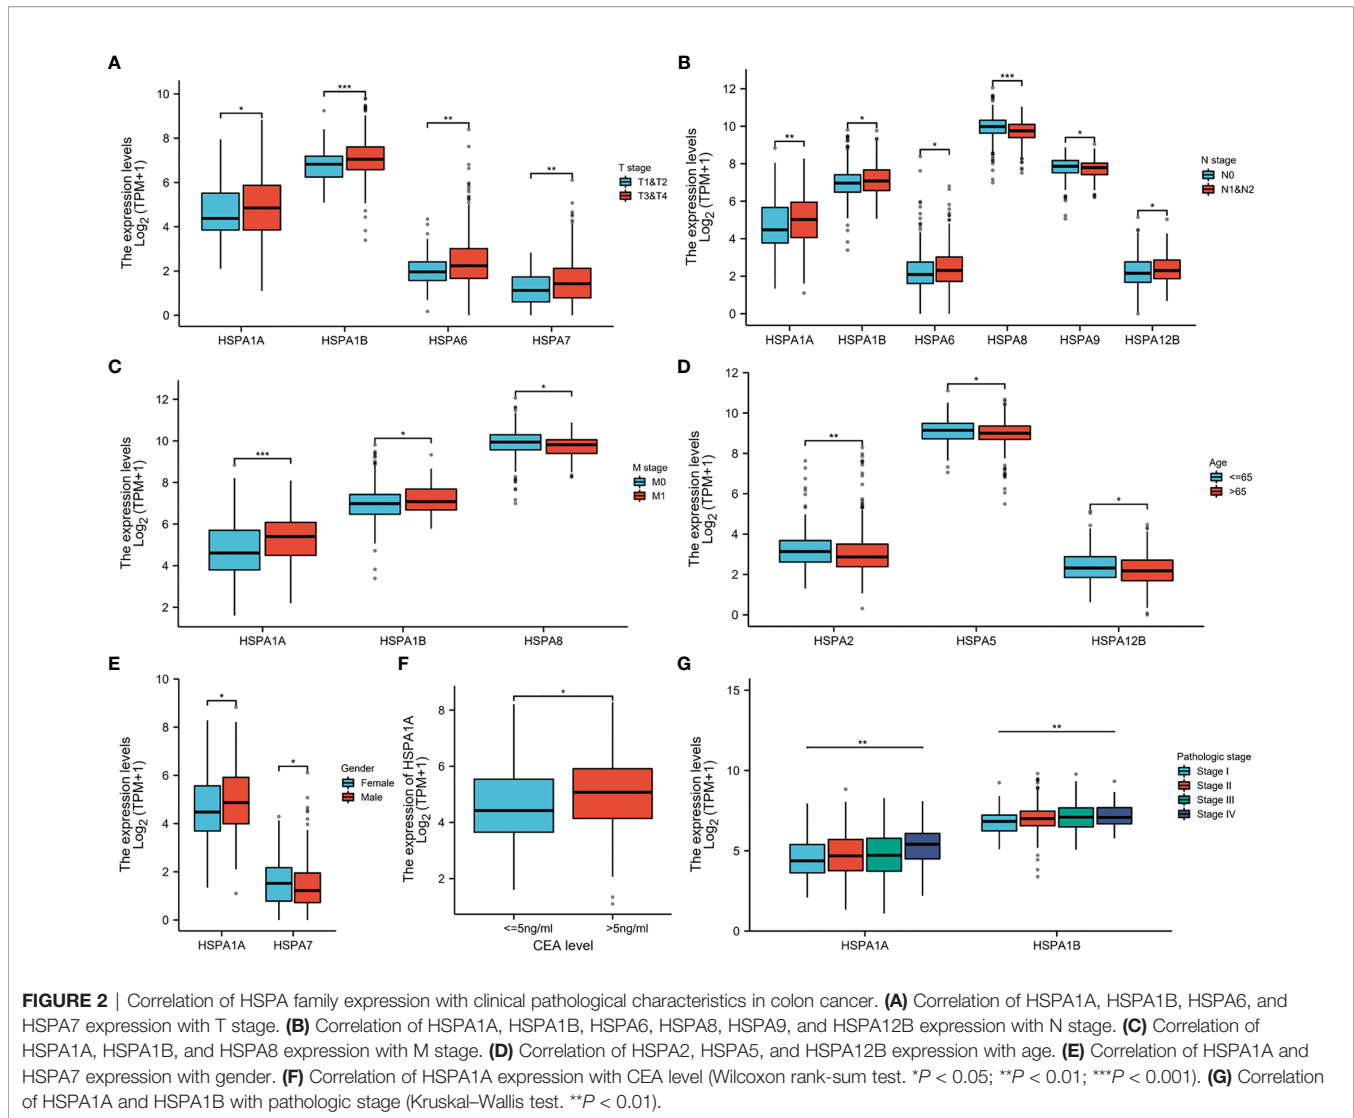 A
The expression levels
Log2 (TPM+1)
10
8
6
4
2
0
*
***
**
**
HSPA1A
HSPA1B
HSPA6
HSPA7
T stage
T1&T2
T3&T4
B
The expression levels
Log2 (TPM+1)
12
10
8
6
4
2
0
**
*
*
***
*
*
HSPA1A
HSPA1B
HSPA6
HSPA8
HSPA9
HSPA12B
N stage
N0
N1&N2
C
The expression levels
Log2 (TPM+1)
12
10
8
6
4
2
***
*
*
HSPA1A
HSPA1B
HSPA8
M stage
M0
M1
D
The expression levels
Log2 (TPM+1)
12
10
8
6
4
2
0
**
*
*
HSPA2
HSPA5
HSPA12B
Age
<=65
>65
E
The expression levels
Log2 (TPM+1)
10
8
6
4
2
0
*
*
HSPA1A
HSPA7
Gender
Female
Male
F
The expression of HSPA1A
Log2 (TPM+1)
8
6
4
2
*
<=5ng/ml
>5ng/ml
CEA level
G
The expression levels
Log2 (TPM+1)
15
10
5
0
**
**
HSPA1A
HSPA1B
Pathologic stage
Stage I
Stage II
Stage III
Stage IV
FIGURE 2 | Correlation of HSPA family expression with clinical pathological characteristics in colon cancer. (A) Correlation of HSPA1A, HSPA1B, HSPA6, and
HSPA7 expression with T stage. (B) Correlation of HSPA1A, HSPA1B, HSPA6, HSPA8, HSPA9, and HSPA12B expression with N stage. (C) Correlation of
HSPA1A, HSPA1B, and HSPA8 expression with M stage. (D) Correlation of HSPA2, HSPA5, and HSPA12B expression with age. (E) Correlation of HSPA1A and
HSPA7 expression with gender. (F) Correlation of HSPA1A expression with CEA level (Wilcoxon rank-sum test. *P < 0.05; **P < 0.01; ***P < 0.001). (G) Correlation
of HSPA1A and HSPA1B with pathologic stage (Kruskal–Wallis test. **P < 0.01).